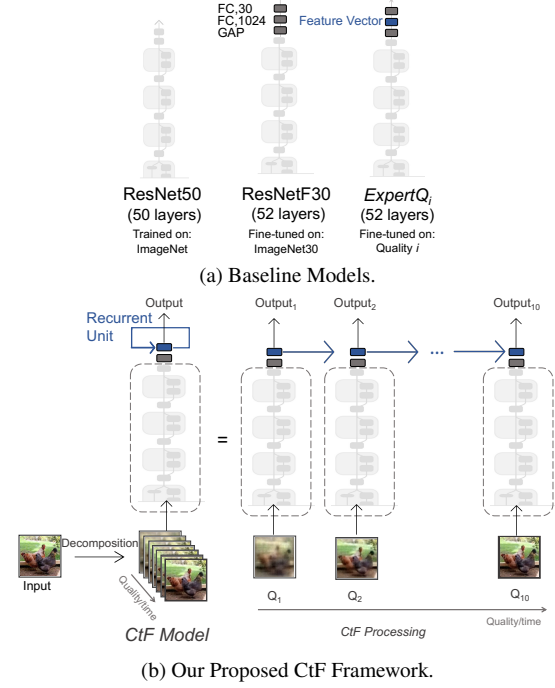 FC,30
FC,1024
GAP
Feature Vector
ResNet50
(50 layers)
Trained on:
ImageNet
ResNetF30
(52 layers)
Fine-tuned on:
ImageNet30
ExpertQi
(52 layers)
Fine-tuned on:
Quality i
(a) Baseline Models.
Output
Recurrent
Unit
Output1
Output2
Output10
...
=
Decomposition
Input
Quality/time
CtF Model
Q1
Q2
Q10
Quality/time
CtF Processing
(b) Our Proposed CtF Framework.